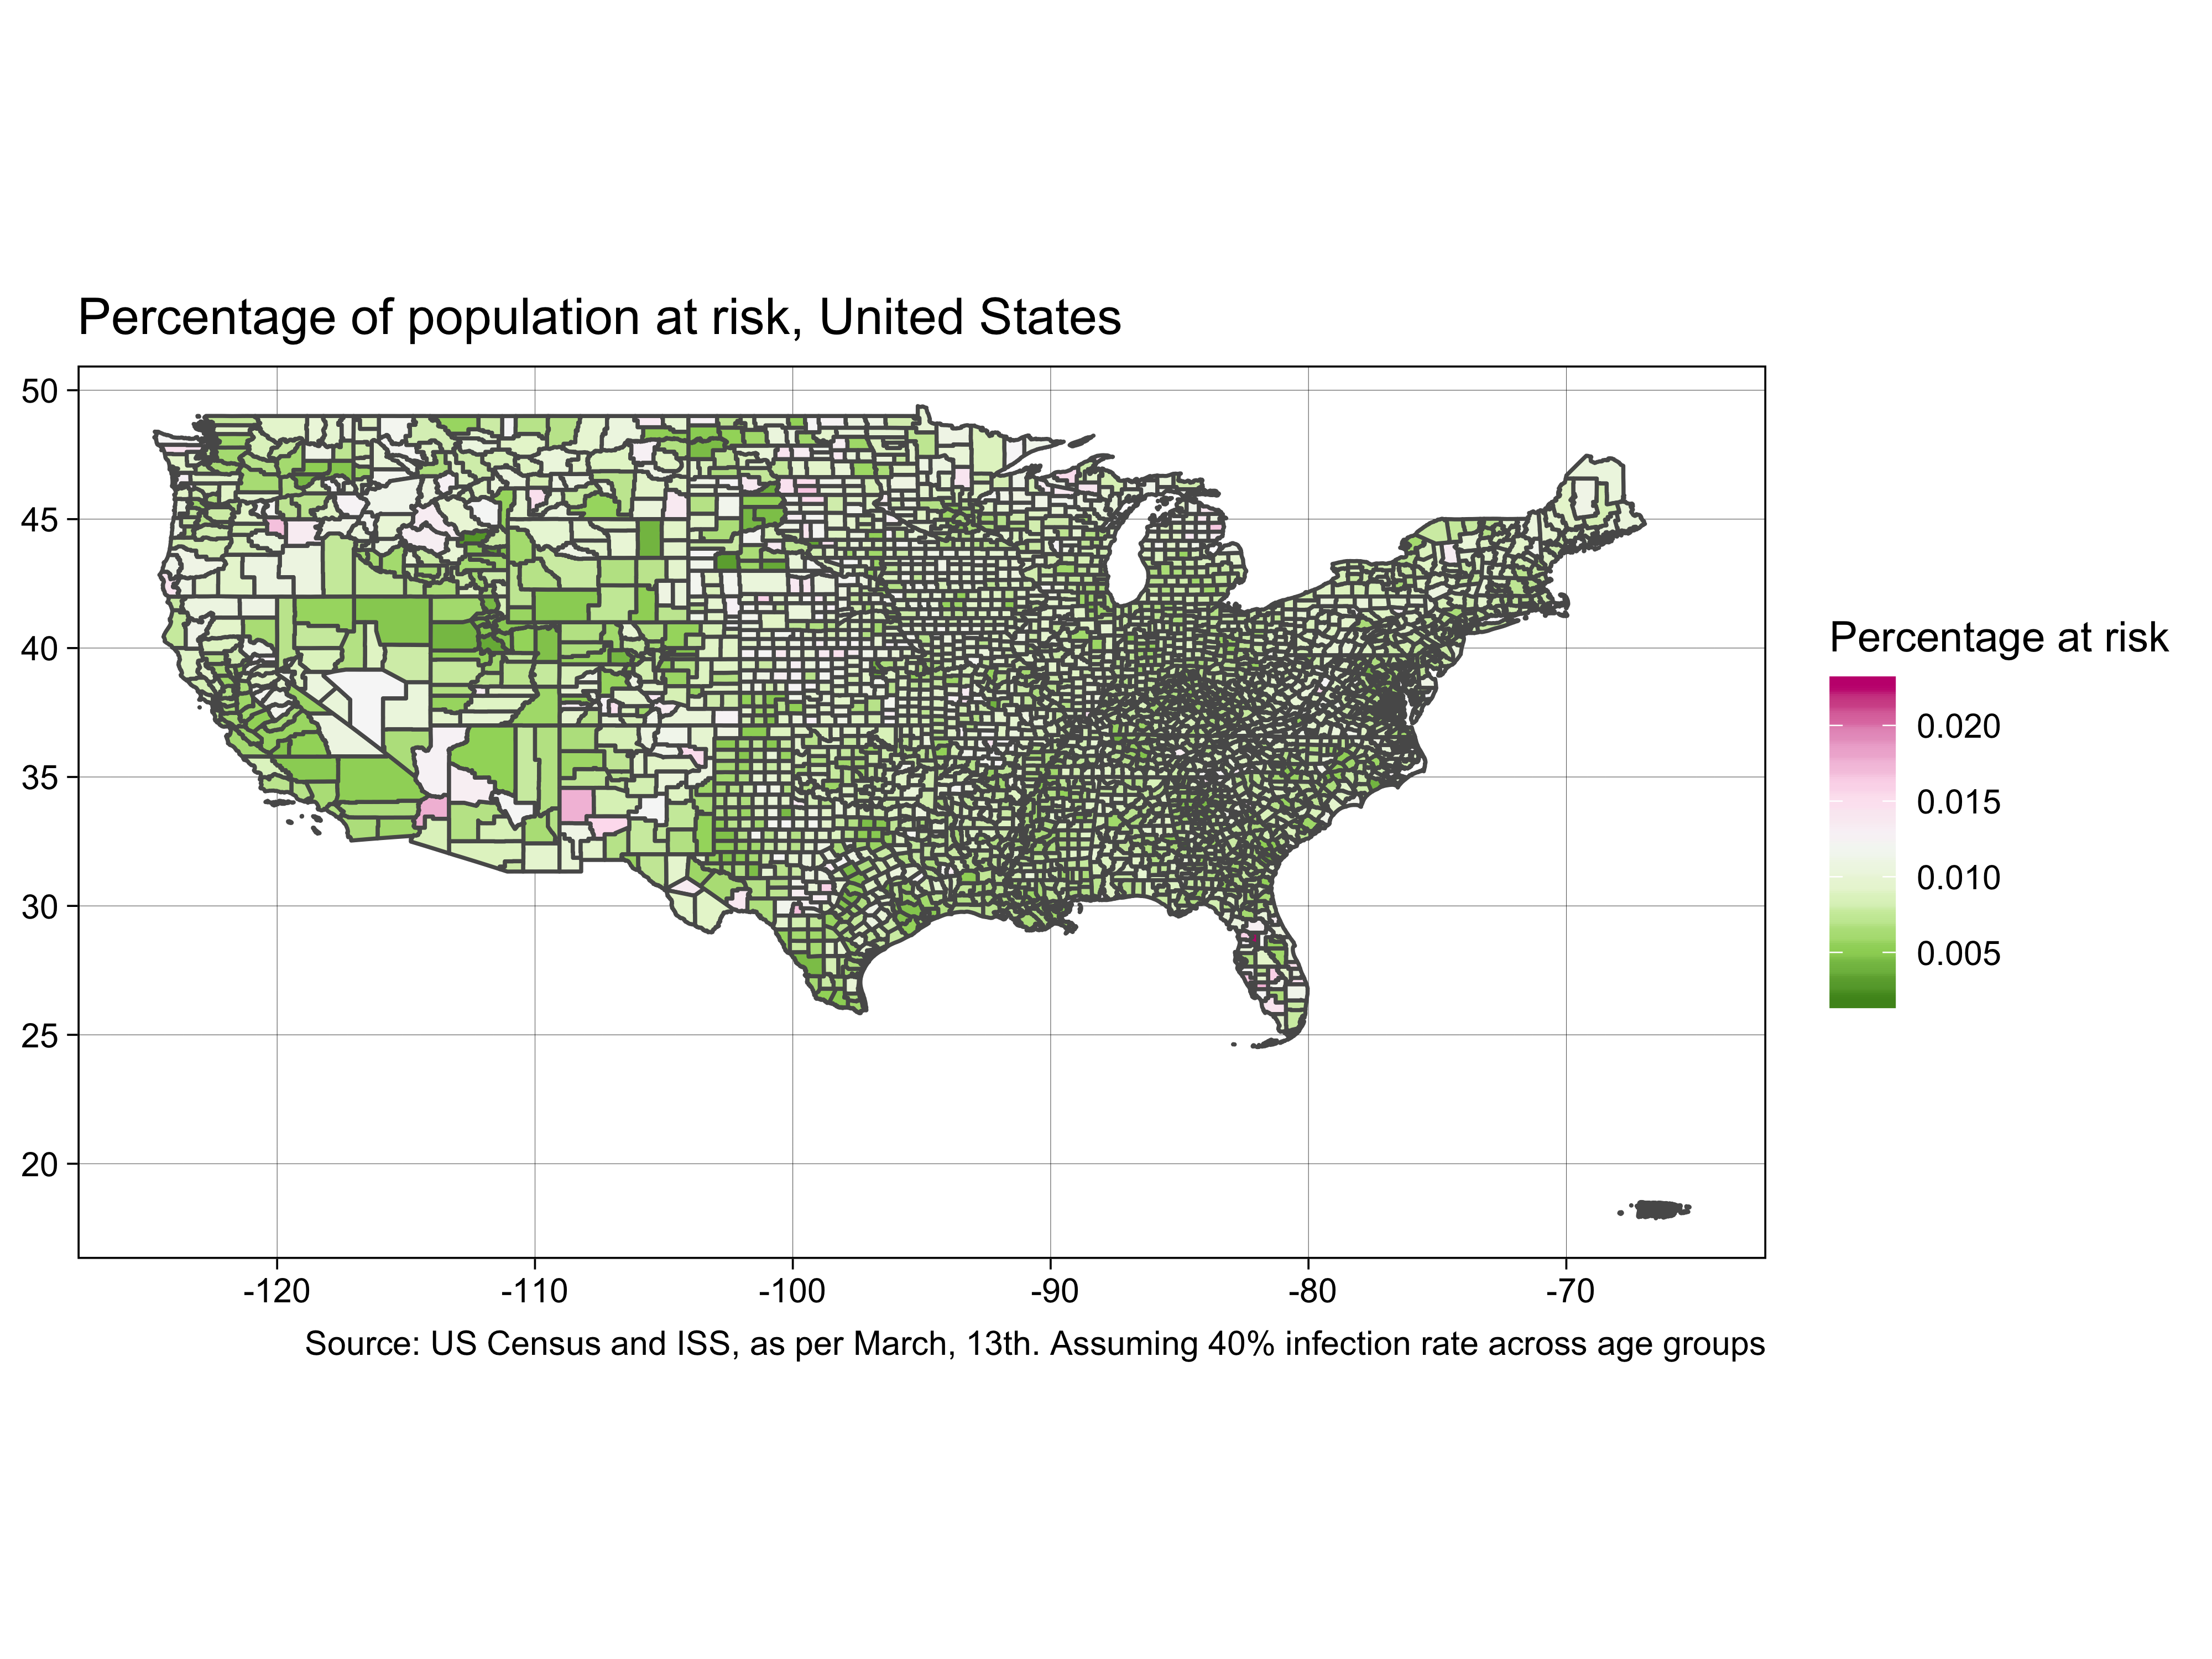 Percentage of population at risk, United States
50
45
40
35
30
25
20
-120 -110 -100 -90 -80 -70
Source: US Census and ISS, as per March, 13th. Assuming 40% infection rate across age groups
Percentage at risk
0.020
0.015
0.010
0.005